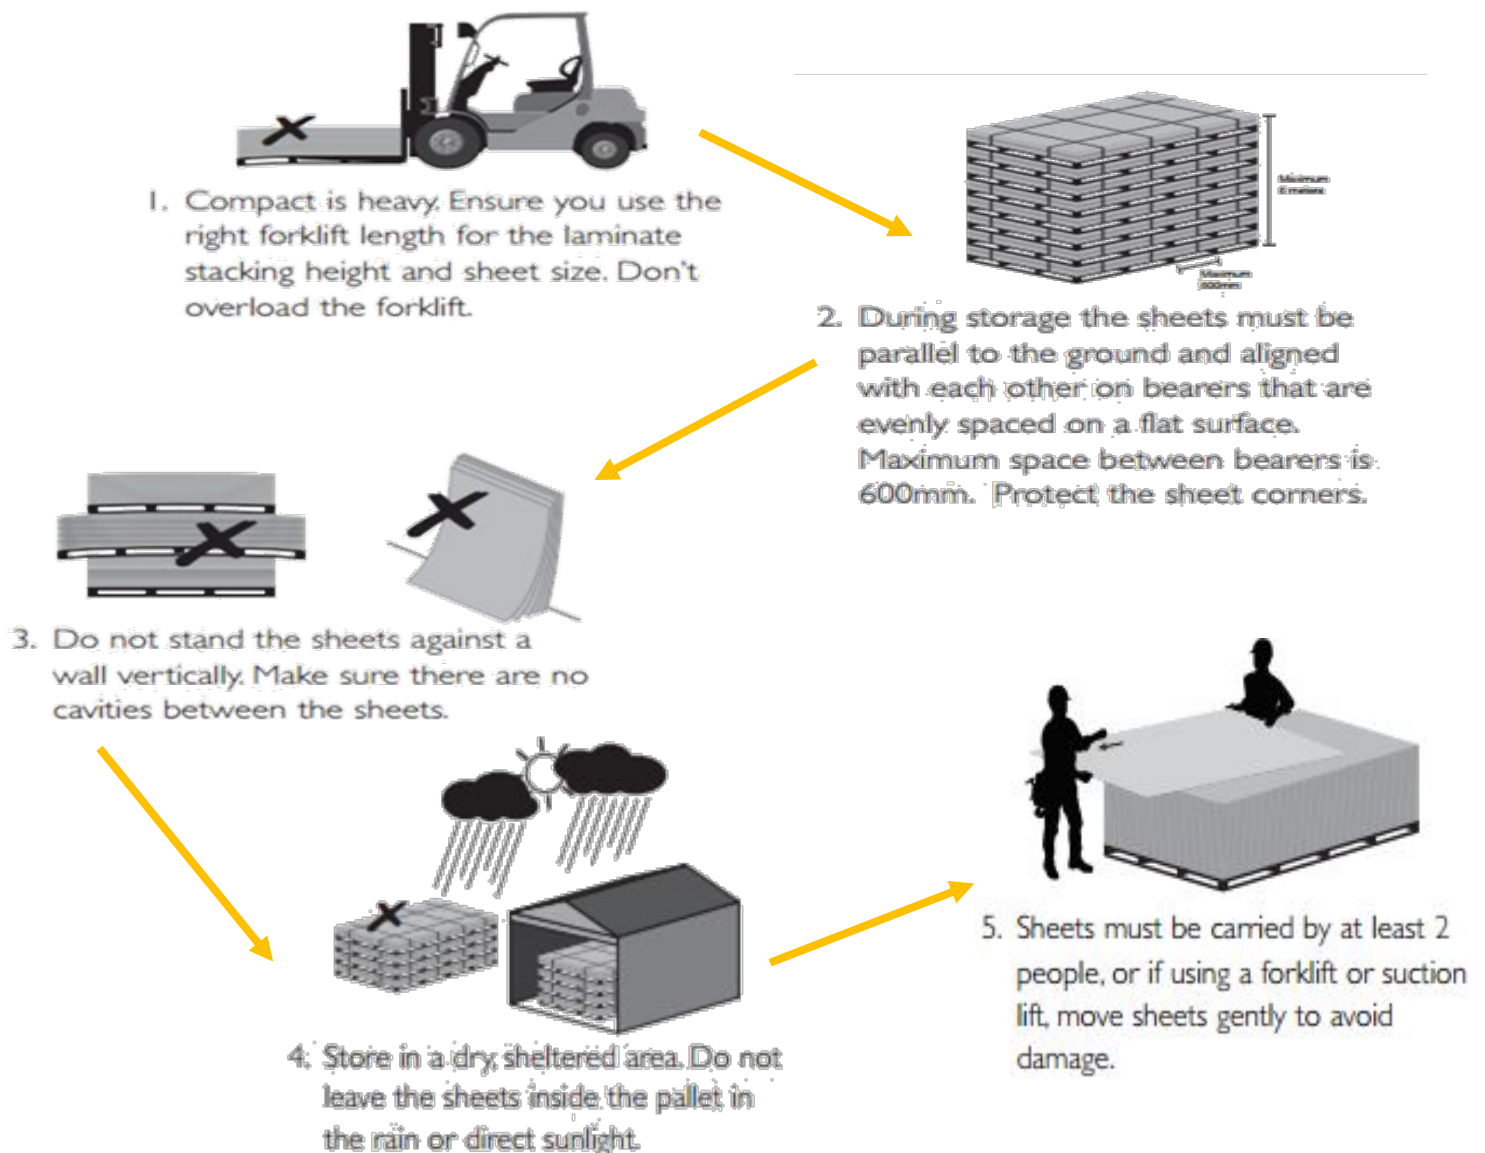 1. Compact is heavy. Ensure you use the
right forklift length for the laminate
stacking height and sheet size. Don't
overload the forklift.
Maximum
6 meters
Maximum
600mm
2. During storage the sheets must be
parallel to the ground and aligned
with each other on bearers that are
evenly spaced on a flat surface.
Maximum space between bearers is
600mm. Protect the sheet corners.
3. Do not stand the sheets against a
wall vertically. Make sure there are no
cavities between the sheets.
4. Store in a dry, sheltered area. Do not
leave the sheets inside the pallet in
the rain or direct sunlight.
5. Sheets must be carried by at least 2
people, or if using a forklift or suction
lift, move sheets gently to avoid
damage.